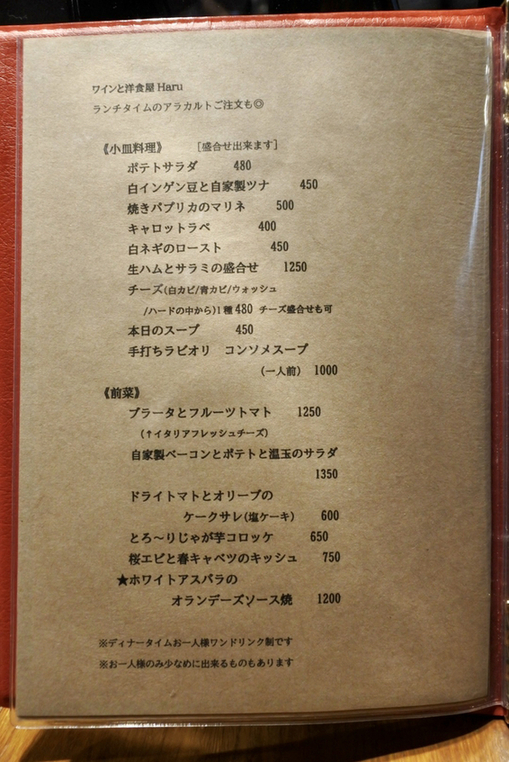 ワインと洋食屋 Haru
ランチタイムのアラカルトご注文も◎
《小皿料理》 ［盛合せ出来ます］
ポテトサラダ 480
白インゲン豆と自家製ツナ 450
焼きパプリカのマリネ 500
キャロットラペ 400
白ネギのロースト 450
生ハムとサラミの盛合せ 1250
チーズ(白カビ/青カビ/ウォッシュ
/ハードの中から)1種 480 チーズ盛合せも可
本日のスープ 450
手打ちラビオリ コンソメスープ
(一人前) 1000
《前菜》
ブラータとフルーツトマト 1250
(↑イタリアフレッシュチーズ)
自家製ベーコンとポテトと温玉のサラダ
1350
ドライトマトとオリーブの
ケークサレ(塩ケーキ) 600
とろ～りじゃが芋コロッケ 650
桜エビと春キャベツのキッシュ 750
★ホワイトアスパラの
オランデーズソース焼 1200
※ディナータイムお一人様ワンドリンク制です
※お一人様のみ少なめに出来るものもあります